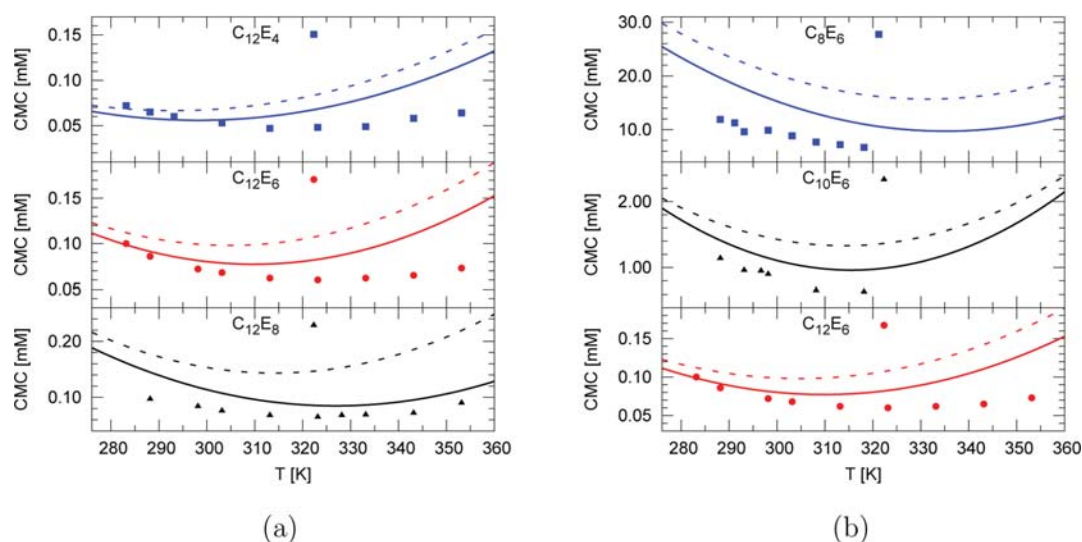 0.15
C12E4
0.10
0.05
CMC [mM]
0.15
C12E6
0.10
0.05
CMC [mM]
C12E8
0.20
0.10
CMC [mM]
280 290 300 310 320 330 340 350 360
T [K]
(a)
30.0
C8E6
20.0
10.0
CMC [mM]
C10E6
2.00
1.00
CMC [mM]
C12E6
0.15
0.10
0.05
CMC [mM]
280 290 300 310 320 330 340 350 360
T [K]
(b)